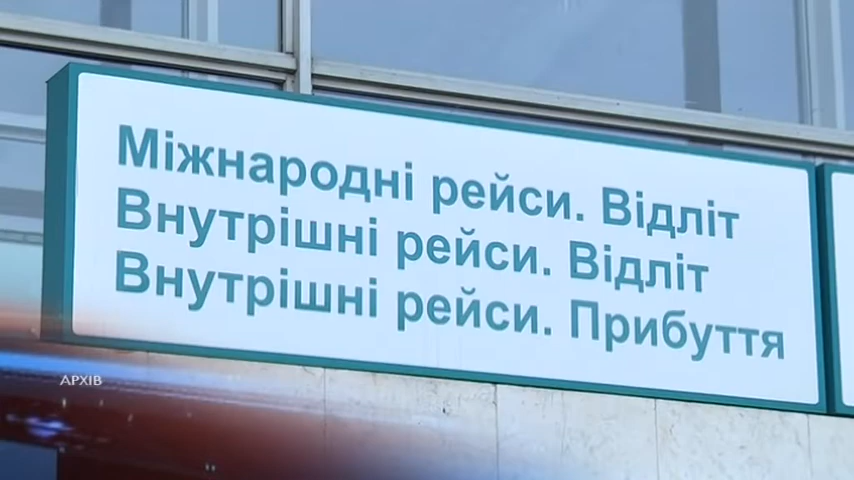 Міжнародні рейси. Відліт
Внутрішні рейси. Відліт
Внутрішні рейси. Прибуття
АРХІВ